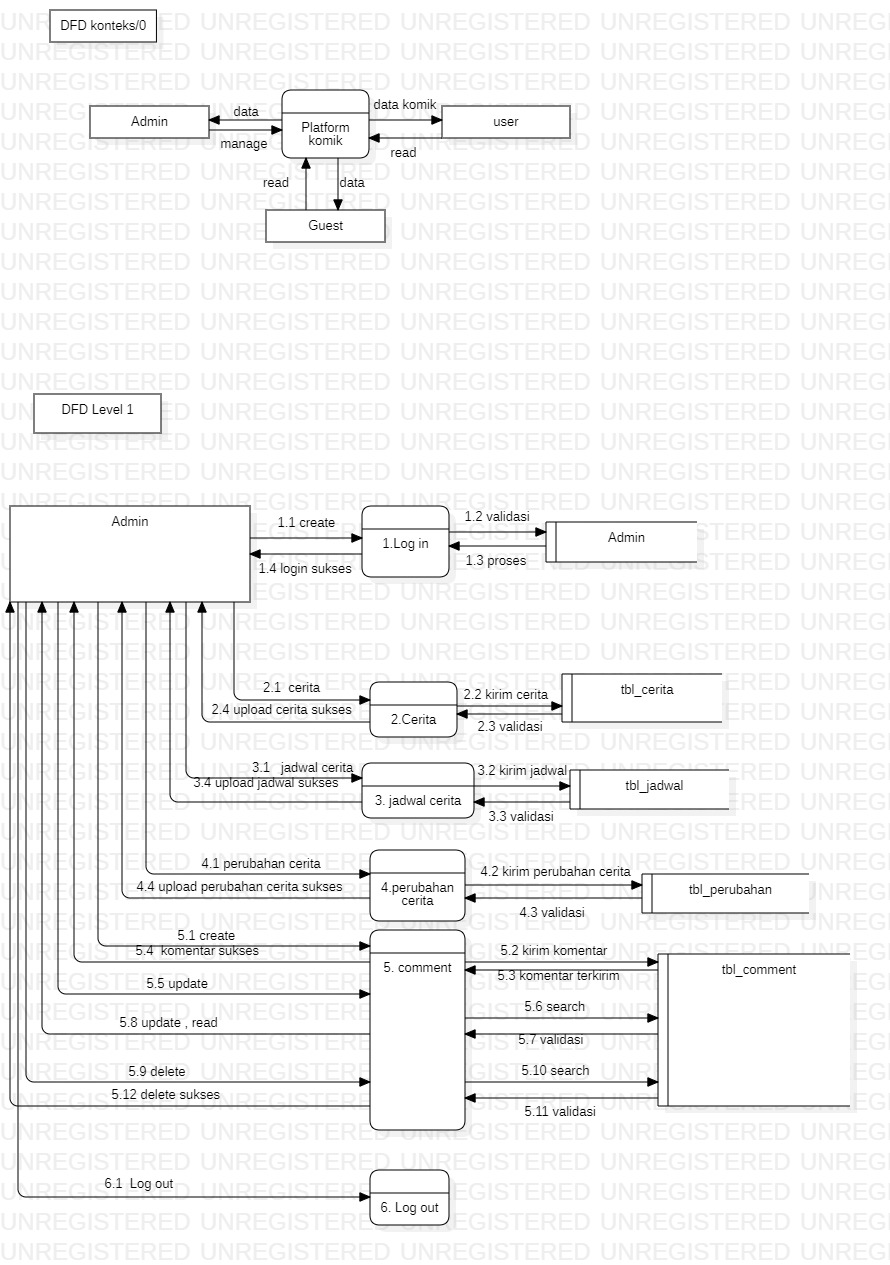 DFD konteks/0
Admin
data
manage
Platform
komik
data komik
read
user
read
data
Guest
DFD Level 1
Admin
1.1 create
1.4 login sukses
1.Log in
1.2 validasi
1.3 proses
Admin
2.1 cerita
2.4 upload cerita sukses
2.Cerita
2.2 kirim cerita
2.3 validasi
tbl_cerita
3.1 jadwal cerita
3.4 upload jadwal sukses
3. jadwal cerita
3.2 kirim jadwal
3.3 validasi
tbl_jadwal
4.1 perubahan cerita
4.4 upload perubahan cerita sukses
4.perubahan
cerita
4.2 kirim perubahan cerita
4.3 validasi
tbl_perubahan
5.1 create
5.4 komentar sukses
5.5 update
5.8 update , read
5.9 delete
5.12 delete sukses
5. comment
5.2 kirim komentar
5.3 komentar terkirim
5.6 search
5.7 validasi
5.10 search
5.11 validasi
tbl_comment
6.1 Log out
6. Log out
UNREGISTERED